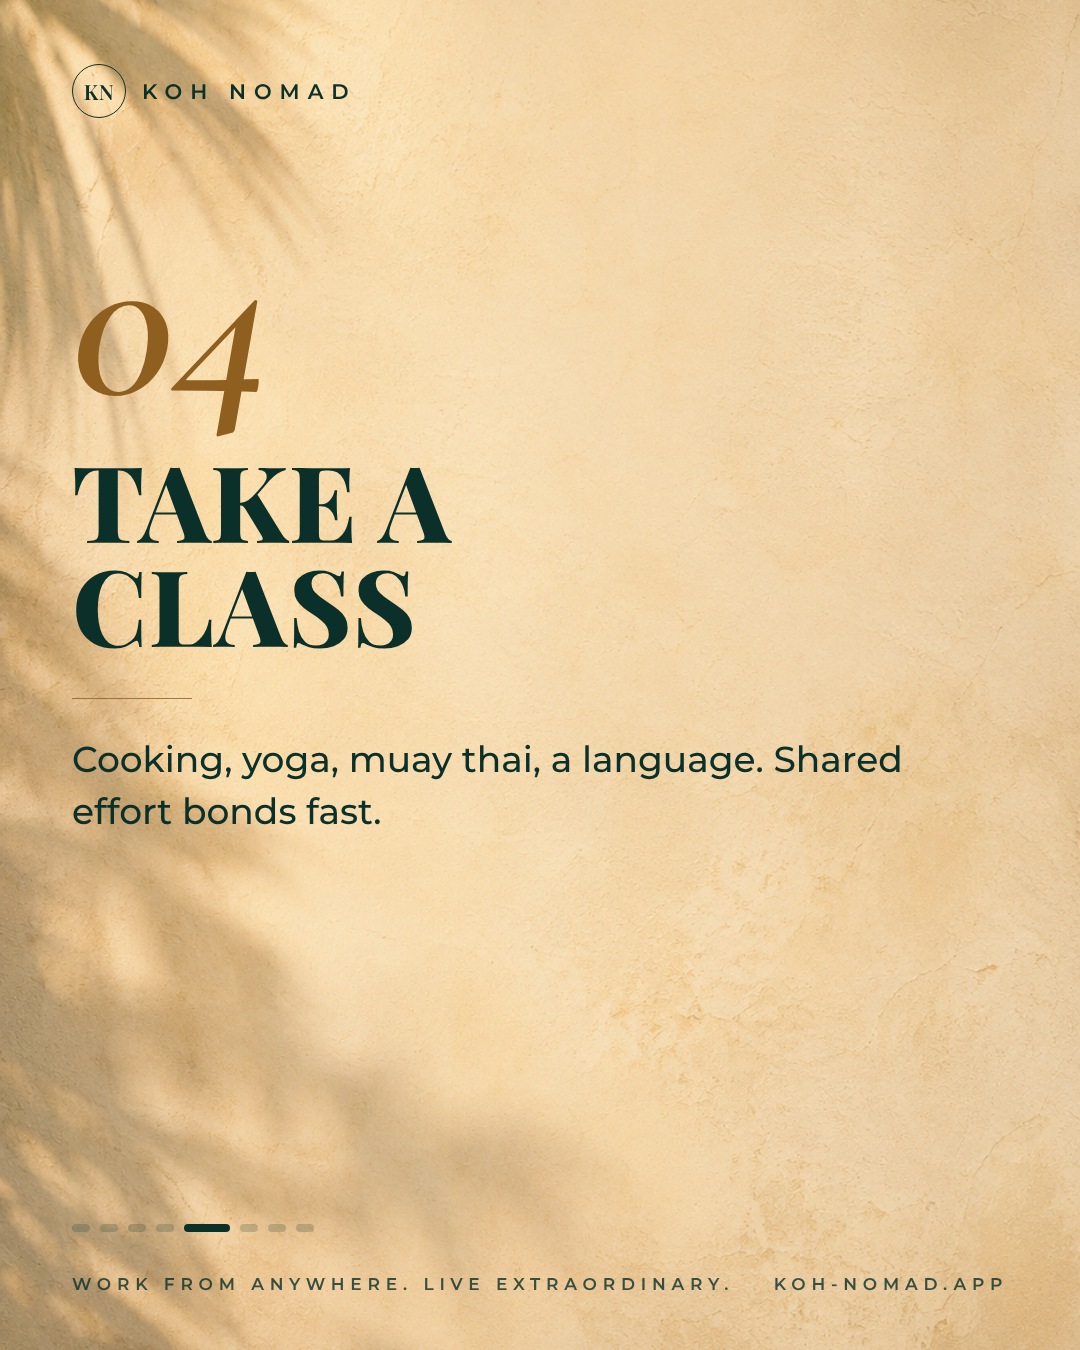 KN KOH NOMAD
04
TAKE A
CLASS
Cooking, yoga, muay thai, a language. Shared
effort bonds fast.
WORK FROM ANYWHERE. LIVE EXTRAORDINARY. KOH-NOMAD.APP